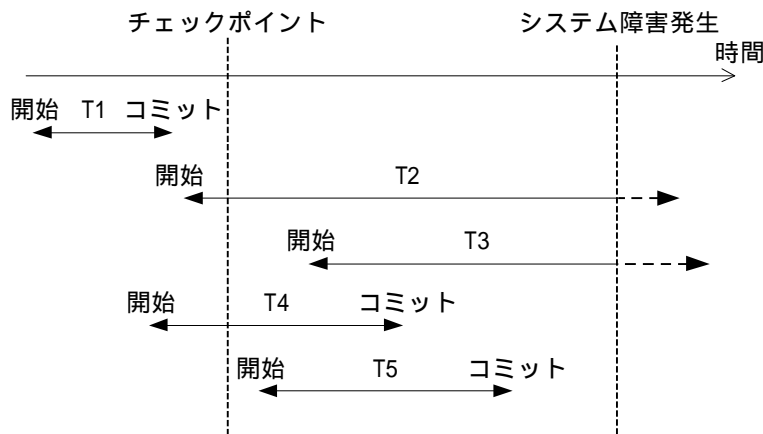 チェックポイント システム障害発生
時間
開始 T1 コミット
開始 T2
開始 T3
開始 T4 コミット
開始 T5 コミット